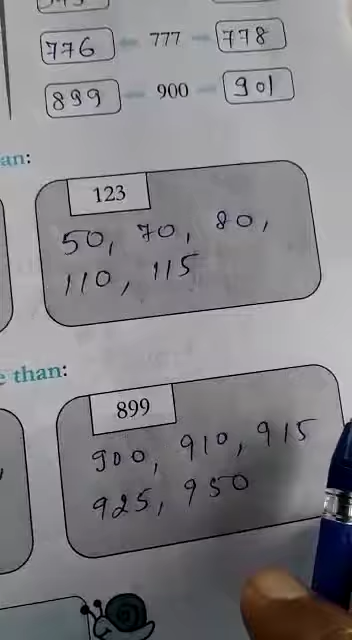 776 777 778
899 900 901
an:
123
50, 70, 80,
110, 115
than:
899
900, 910, 915
925, 950